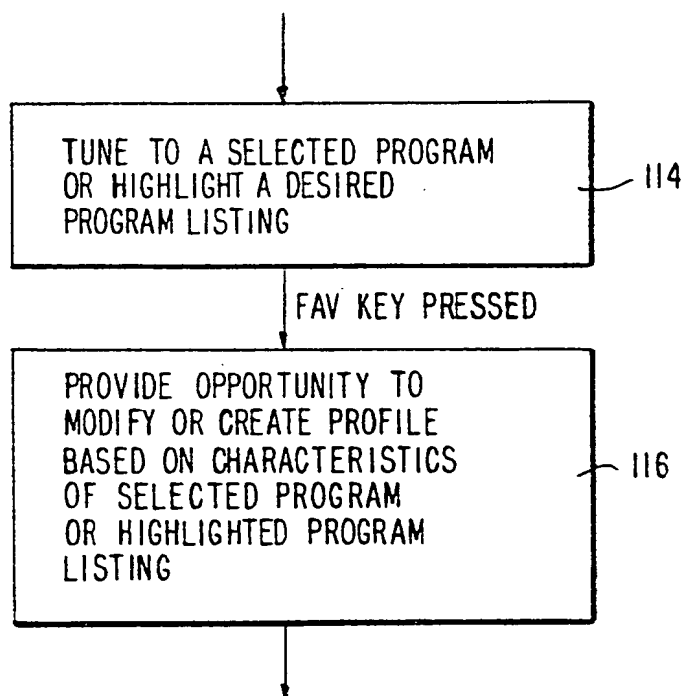 TUNE TO A SELECTED PROGRAM
OR HIGHLIGHT A DESIRED
PROGRAM LISTING
114
FAV KEY PRESSED
PROVIDE OPPORTUNITY TO
MODIFY OR CREATE PROFILE
BASED ON CHARACTERISTICS
OF SELECTED PROGRAM
OR HIGHLIGHTED PROGRAM
LISTING
116